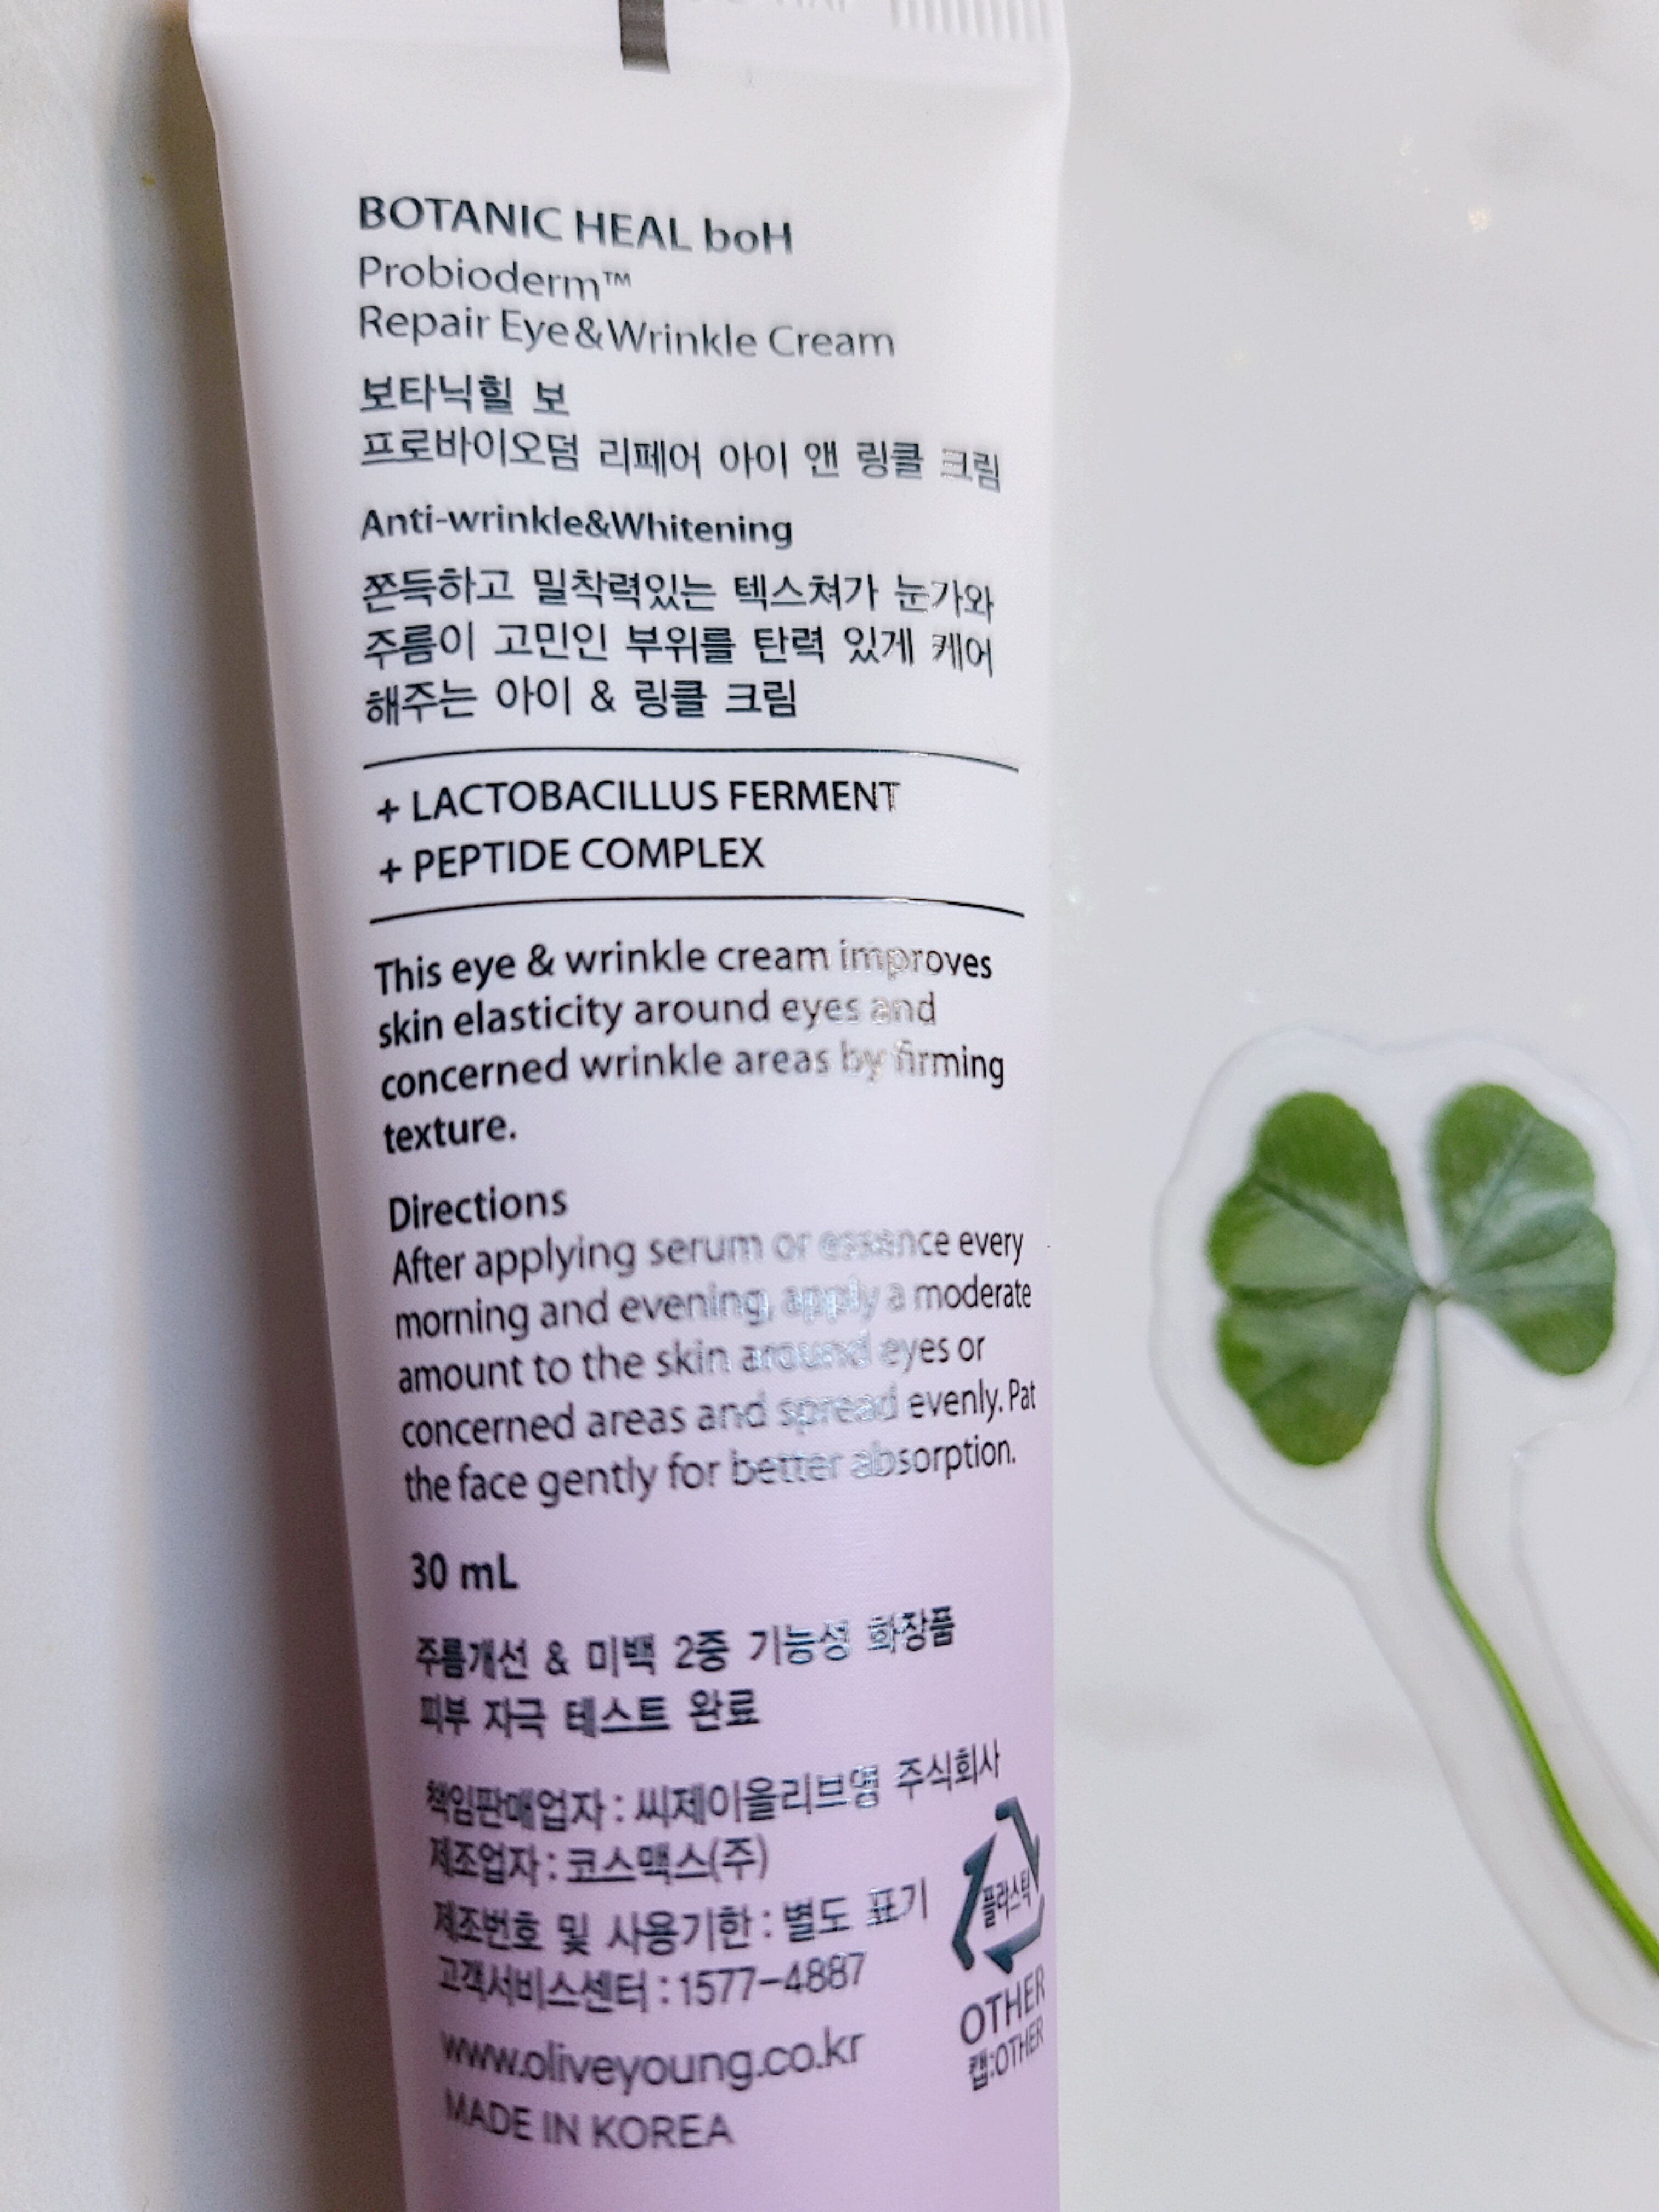 BOTANIC HEAL boH
Probioderm™
Repair Eye&Wrinkle Cream
보타닉힐 보
프로바이오덤 리페어 아이 앤 링클 크림
Anti-wrinkle&Whitening
쫀득하고 밀착력있는 텍스쳐가 눈가와
주름이 고민인 부위를 탄력 있게 케어
해주는 아이 & 링클 크림
+ LACTOBACILLUS FERMENT
+ PEPTIDE COMPLEX
This eye & wrinkle cream improves
skin elasticity around eyes and
concerned wrinkle areas by firming
texture.
Directions
After applying serum or essence every
morning and evening, apply a moderate
amount to the skin around eyes or
concerned areas and spread evenly. Pat
the face gently for better absorption.
30 mL
주름개선 & 미백 2중 기능성 화장품
피부 자극 테스트 완료
책임판매업자 : 씨제이올리브영 주식회사
제조업자 : 코스맥스(주)
제조번호 및 사용기한 : 별도 표기
고객서비스센터 : 1577-4887
www.oliveyoung.co.kr
MADE IN KOREA
플라스틱
OTHER
캡:OTHER